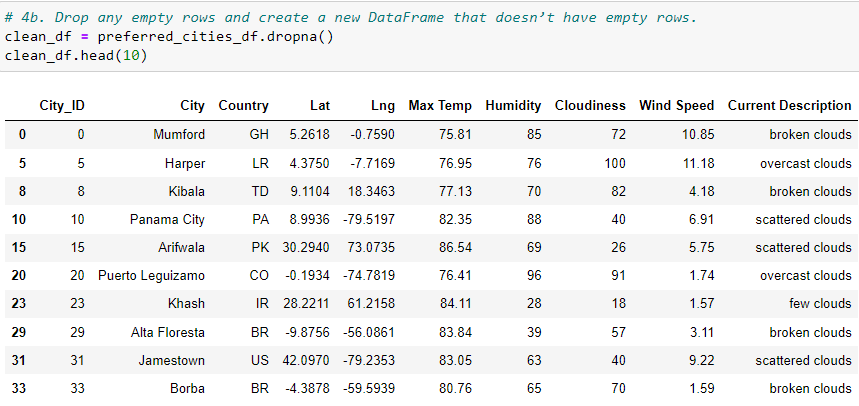 # 4b. Drop any empty rows and create a new DataFrame that doesn’t have empty rows.
clean_df = preferred_cities_df.dropna()
clean_df.head(10)
City_ID City Country Lat Lng Max Temp Humidity Cloudiness Wind Speed Current Description
0 0 Mumford GH 5.2618 -0.7590 75.81 85 72 10.85 broken clouds
5 5 Harper LR 4.3750 -7.7169 76.95 76 100 11.18 overcast clouds
8 8 Kibala TD 9.1104 18.3463 77.13 70 82 4.18 broken clouds
10 10 Panama City PA 8.9936 -79.5197 82.35 88 40 6.91 scattered clouds
15 15 Arifwala PK 30.2940 73.0735 86.54 69 26 5.75 scattered clouds
20 20 Puerto Leguizamo CO -0.1934 -74.7819 76.41 96 91 1.74 overcast clouds
23 23 Khash IR 28.2211 61.2158 84.11 28 18 1.57 few clouds
29 29 Alta Floresta BR -9.8756 -56.0861 83.84 39 57 3.11 broken clouds
31 31 Jamestown US 42.0970 -79.2353 83.05 63 40 9.22 scattered clouds
33 33 Borba BR -4.3878 -59.5939 80.76 65 70 1.59 broken clouds